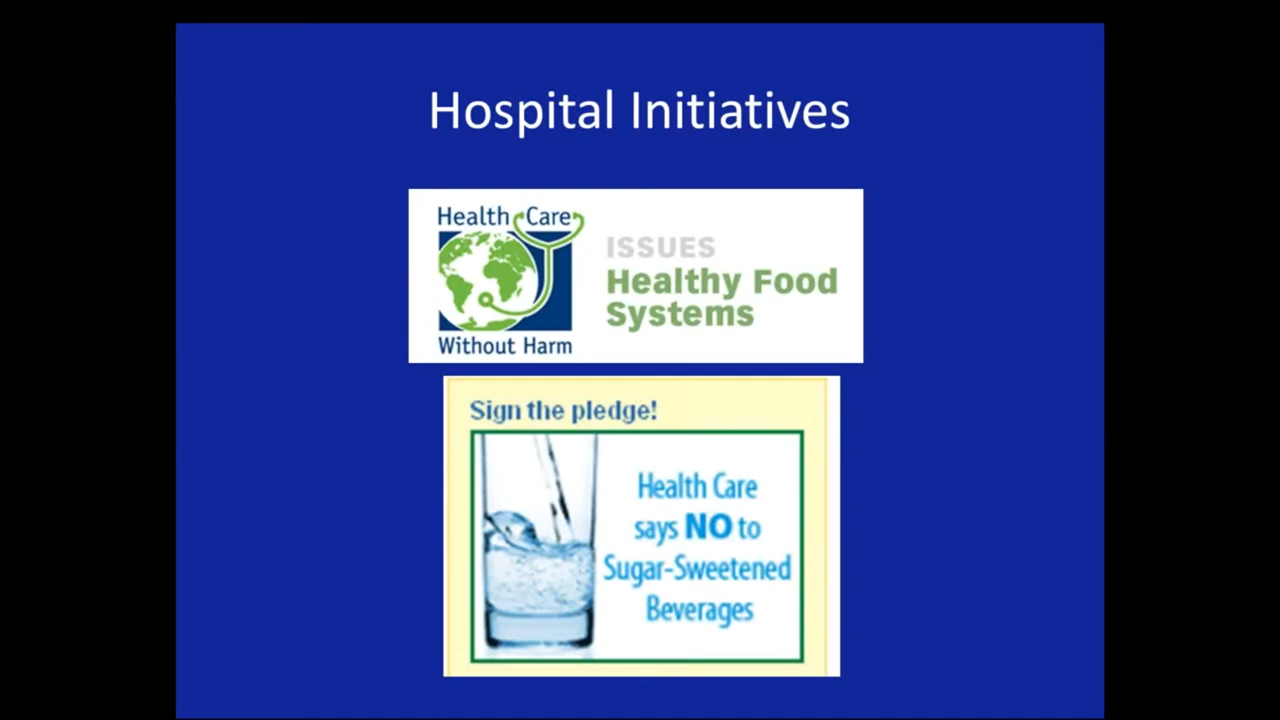 Hospital Initiatives
Health Care
Without Harm
ISSUES
Healthy Food
Systems
Sign the pledge!
Health Care
says NO to
Sugar-Sweetened
Beverages